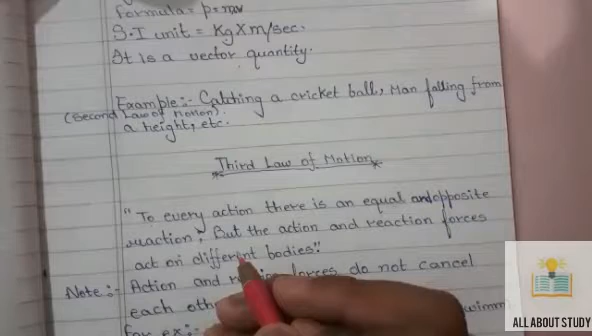 formula = p = mv
S.I unit = Kg X m/sec.
It is a vector quantity.
Example:- Catching a cricket ball, Man falling from
(Second Law of Motion)
a height, etc.
Third Law of Motion
"To every action there is an equal and opposite
reaction, But the action and reaction forces
act on different bodies."
Note:- Action and forces do not cancel
each
for ex:-
ALL ABOUT STUDY